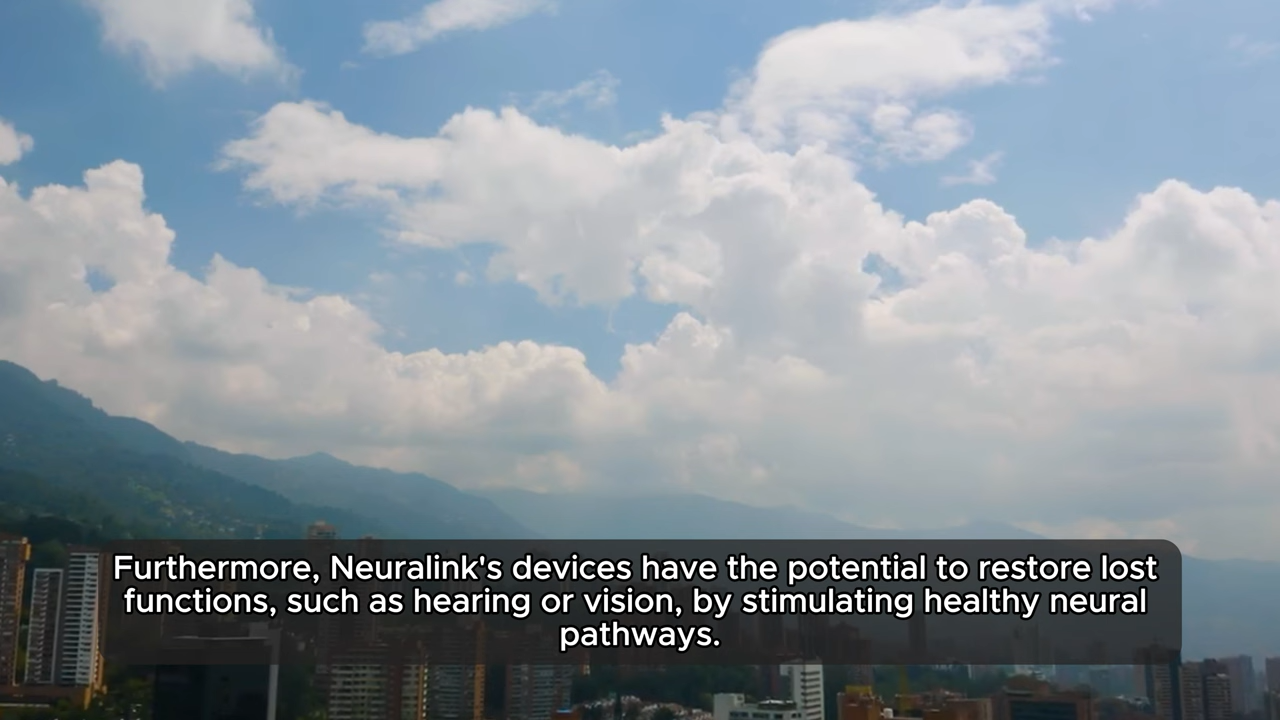 Furthermore, Neuralink's devices have the potential to restore lost
functions, such as hearing or vision, by stimulating healthy neural
pathways.